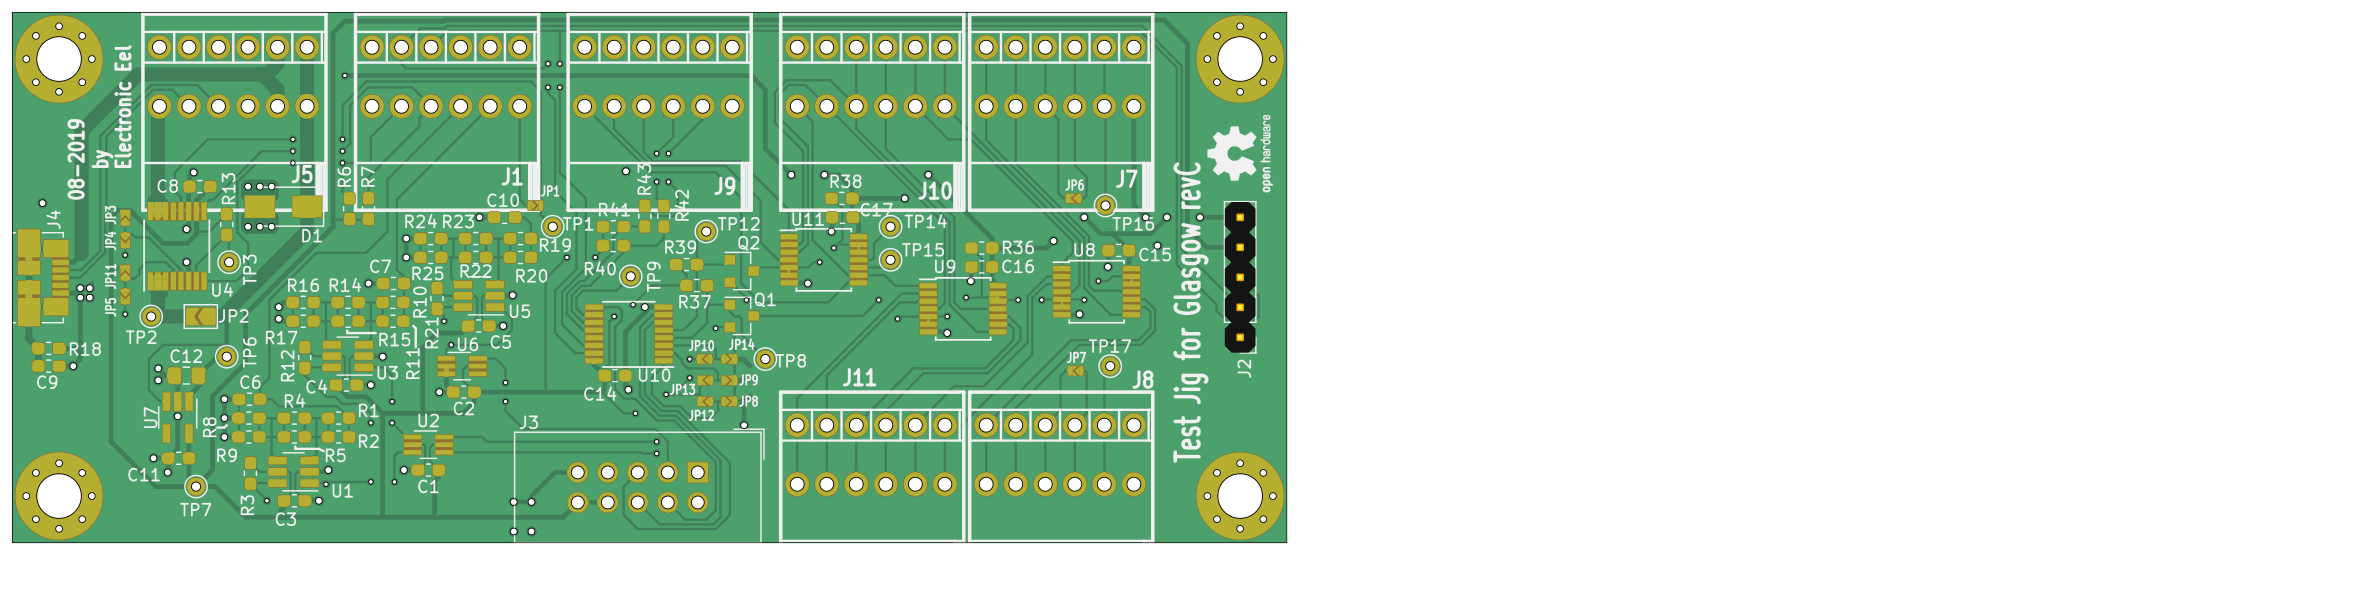 08-2019
by
Electronic Eel
J5
J1
J9
J10
J7
J4
C8
R13
D1
JP3
JP4
JP11
JP5
U4
TP3
TP2
JP2
R6
R7
C10
JP1
TP1
R24
R23
R19
R25
R22
R20
C7
R10
R21
U5
C5
R16
R14
R17
R15
R11
R12
U3
C4
U6
C2
R18
C9
C12
TP6
C6
R4
R1
R2
U7
R8
R9
R5
C11
R3
U1
C3
TP7
U2
C1
J3
R43
R42
R41
R40
R39
R37
TP9
TP12
Q2
Q1
U10
C14
JP10
JP14
JP13
JP9
JP12
JP8
TP8
R38
C17
U11
TP14
TP15
U9
R36
C16
JP6
TP16
U8
C15
TP17
JP7
J11
J8
J2
open hardware
Test Jig for Glasgow revC